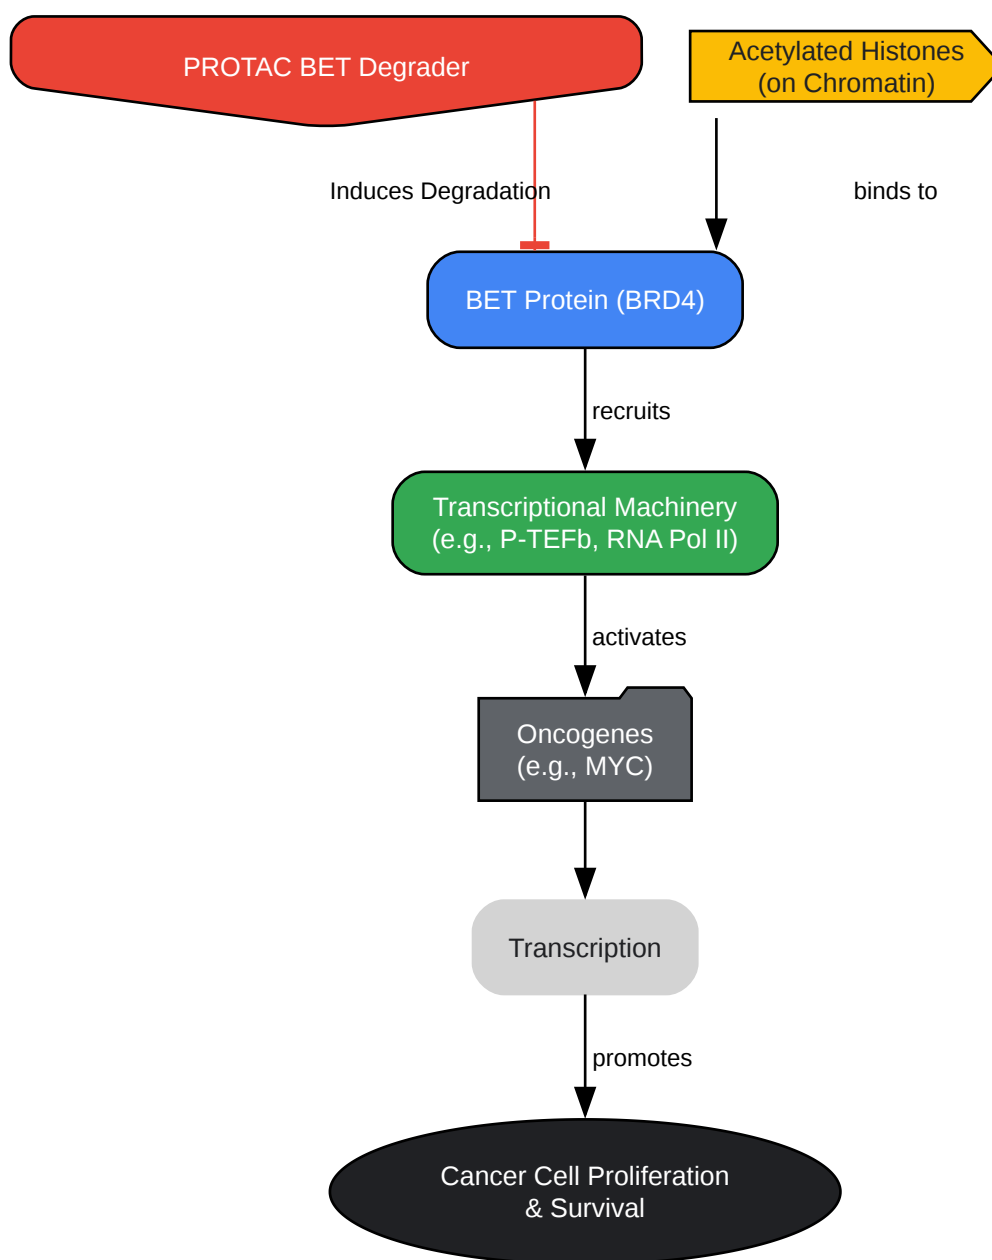 PROTAC BET Degrader
Acetylated Histones
(on Chromatin)
Induces Degradation
binds to
BET Protein (BRD4)
recruits
Transcriptional Machinery
(e.g., P-TEFb, RNA Pol II)
activates
Oncogenes
(e.g., MYC)
Transcription
promotes
Cancer Cell Proliferation
& Survival